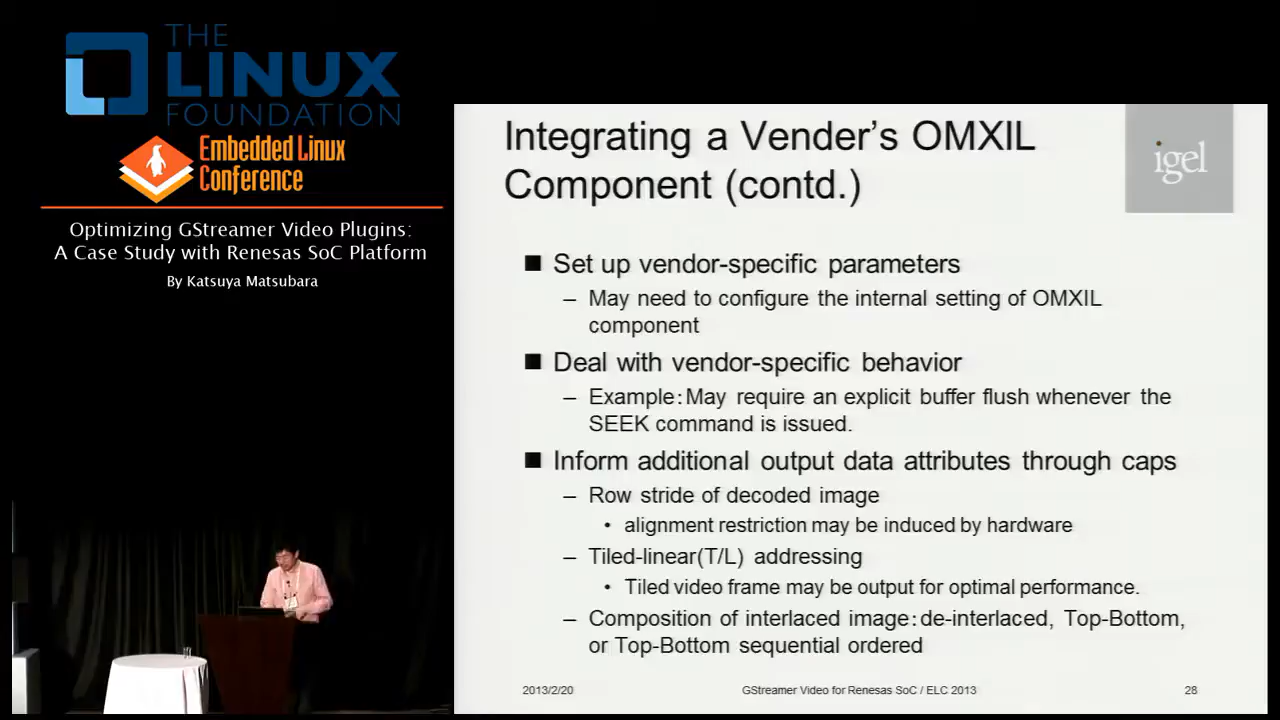 THE
LINUX
FOUNDATION
Embedded Linux
Conference
Optimizing GStreamer Video Plugins:
A Case Study with Renesas SoC Platform
By Katsuya Matsubara
Integrating a Vender's OMXIL
Component (contd.)
igel
■ Set up vendor-specific parameters
– May need to configure the internal setting of OMXIL
component
■ Deal with vendor-specific behavior
– Example:May require an explicit buffer flush whenever the
SEEK command is issued.
■ Inform additional output data attributes through caps
– Row stride of decoded image
• alignment restriction may be induced by hardware
– Tiled-linear(T/L) addressing
• Tiled video frame may be output for optimal performance.
– Composition of interlaced image:de-interlaced, Top-Bottom,
or Top-Bottom sequential ordered
2013/2/20
GStreamer Video for Renesas SoC / ELC 2013
28